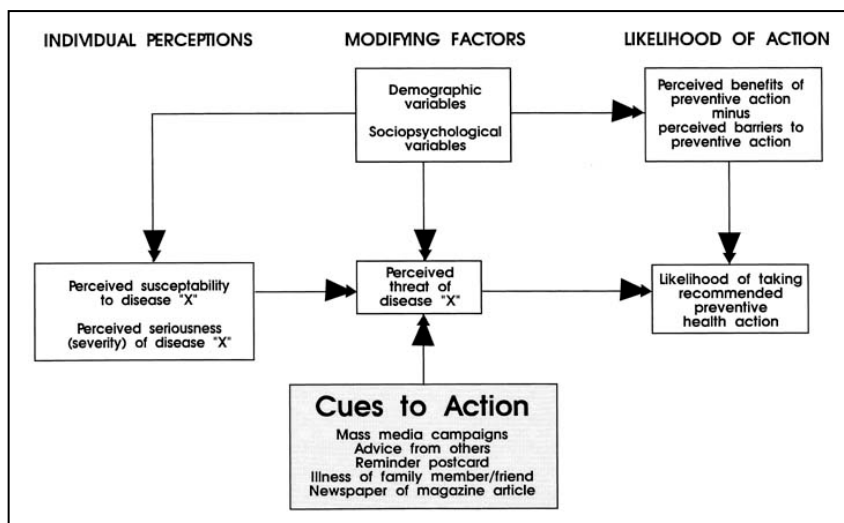 INDIVIDUAL PERCEPTIONS
MODIFYING FACTORS
LIKELIHOOD OF ACTION
Demographic
variables
Sociopsychological
variables
Perceived benefits of
preventive action
minus
perceived barriers to
preventive action
Perceived susceptability
to disease "X"
Perceived seriousness
(severity) of disease "X"
Perceived
threat of
disease "X"
Likelihood of taking
recommended
preventive
health action
Cues to Action
Mass media campaigns
Advice from others
Reminder postcard
Illness of family member/friend
Newspaper of magazine article